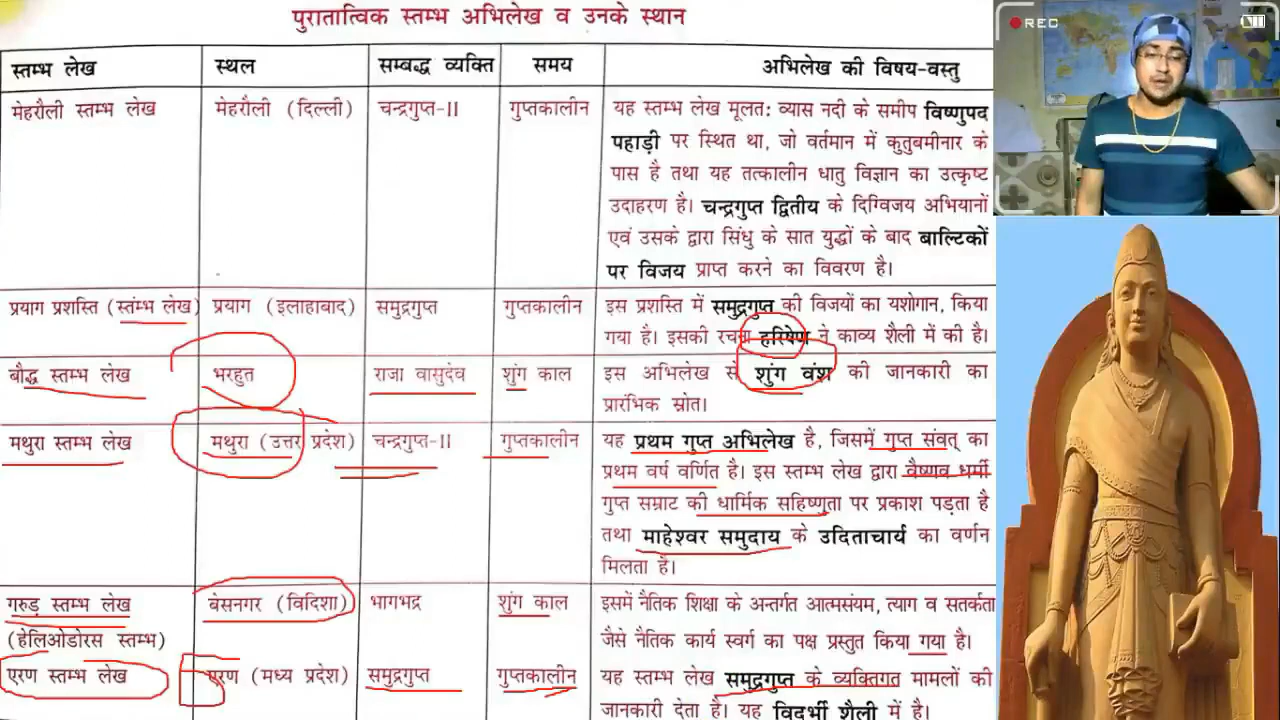 पुरातात्विक स्तम्भ अभिलेख व उनके स्थान
REC
स्तम्भ लेख स्थल सम्बद्ध व्यक्ति समय अभिलेख की विषय-वस्तु
मेहरौली स्तम्भ लेख मेहरौली (दिल्ली) चन्द्रगुप्त-II गुप्तकालीन यह स्तम्भ लेख मूलतः व्यास नदी के समीप विष्णुपद
पहाड़ी पर स्थित था, जो वर्तमान में कुतुबमीनार के
पास है तथा यह तत्कालीन धातु विज्ञान का उत्कृष्ट
उदाहरण है। चन्द्रगुप्त द्वितीय के दिग्विजय अभियानों
एवं उसके द्वारा सिंधु के सात युद्धों के बाद बाल्टिकों
पर विजय प्राप्त करने का विवरण है।
प्रयाग प्रशस्ति (स्तंम्भ लेख) प्रयाग (इलाहाबाद) समुद्रगुप्त गुप्तकालीन इस प्रशस्ति में समुद्रगुप्त की विजयों का यशोगान, किया
गया है। इसकी रचना हरिषेण ने काव्य शैली में की है।
बौद्ध स्तम्भ लेख भरहुत राजा वासुदेव शुंग काल इस अभिलेख से शुंग वंश की जानकारी का
प्रारंभिक स्रोत।
मथुरा स्तम्भ लेख मथुरा (उत्तर प्रदेश) चन्द्रगुप्त-II गुप्तकालीन यह प्रथम गुप्त अभिलेख है, जिसमें गुप्त संवत् का
प्रथम वर्ष वर्णित है। इस स्तम्भ लेख द्वारा वैष्णव धर्मी
गुप्त सम्राट की धार्मिक सहिष्णुता पर प्रकाश पड़ता है
तथा माहेश्वर समुदाय के उदिताचार्य का वर्णन
मिलता है।
गरुड़ स्तम्भ लेख बेसनगर (विदिशा) भागभद्र शुंग काल इसमें नैतिक शिक्षा के अन्तर्गत आत्मसंयम, त्याग व सतर्कता
(हेलिओडोरस स्तम्भ) जैसे नैतिक कार्य स्वर्ग का पक्ष प्रस्तुत किया गया है।
एरण स्तम्भ लेख एरण (मध्य प्रदेश) समुद्रगुप्त गुप्तकालीन यह स्तम्भ लेख समुद्रगुप्त के व्यक्तिगत मामलों की
जानकारी देता है। यह विदर्भी शैली में है।